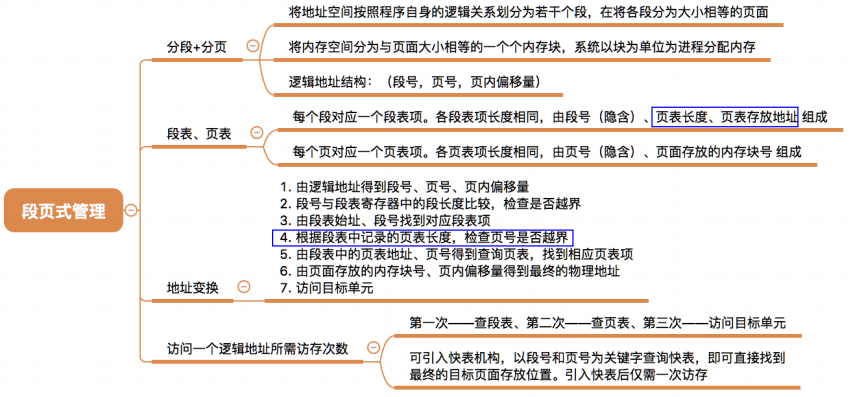 段页式管理
分段+分页
将地址空间按照程序自身的逻辑关系划分为若干个段，在将各段分为大小相等的页面
将内存空间分为与页面大小相等的一个个内存块，系统以块为单位为进程分配内存
逻辑地址结构：（段号，页号，页内偏移量）
段表、页表
每个段对应一个段表项。各段表项长度相同，由段号（隐含）、页表长度、页表存放地址 组成
每个页对应一个页表项。各页表项长度相同，由页号（隐含）、页面存放的内存块号 组成
地址变换
1. 由逻辑地址得到段号、页号、页内偏移量
2. 段号与段表寄存器中的段长度比较，检查是否越界
3. 由段表始址、段号找到对应段表项
4. 根据段表中记录的页表长度，检查页号是否越界
5. 由段表中的页表地址、页号得到查询页表，找到相应页表项
6. 由页面存放的内存块号、页内偏移量得到最终的物理地址
7. 访问目标单元
访问一个逻辑地址所需访存次数
第一次——查段表、第二次——查页表、第三次——访问目标单元
可引入快表机构，以段号和页号为关键字查询快表，即可直接找到
最终的目标页面存放位置。引入快表后仅需一次访存